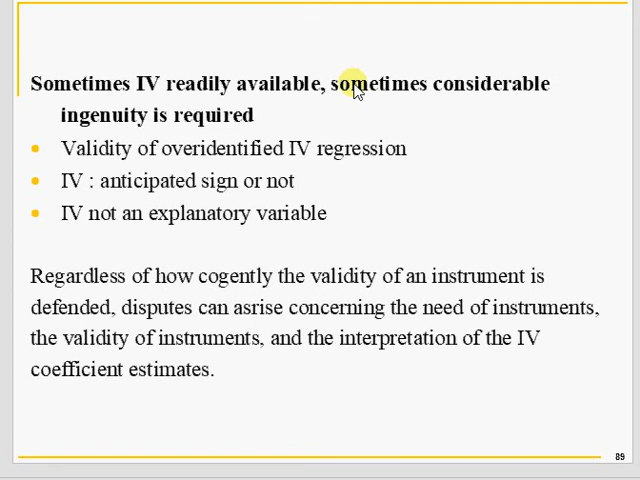 Sometimes IV readily available, sometimes considerable
ingenuity is required
• Validity of overidentified IV regression
• IV : anticipated sign or not
• IV not an explanatory variable
Regardless of how cogently the validity of an instrument is
defended, disputes can asrise concerning the need of instruments,
the validity of instruments, and the interpretation of the IV
coefficient estimates.
89